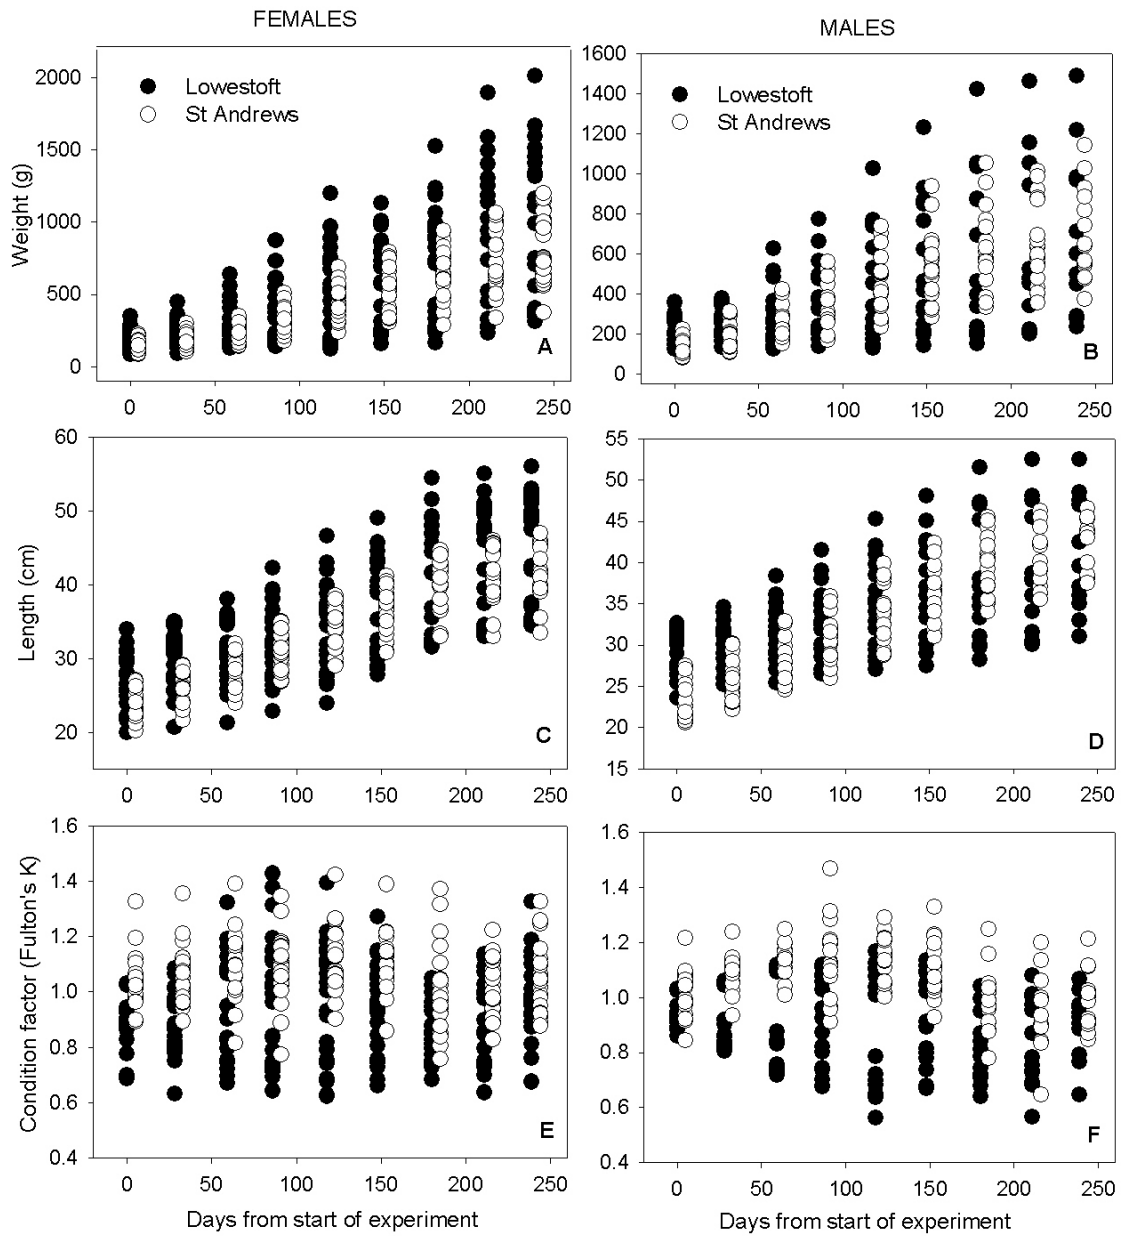 FEMALES
MALES
Weight (g)
2000
1500
1000
500
0
Lowestoft
St Andrews
A
0 50 100 150 200 250
1600
1400
1200
1000
800
600
400
200
0
Lowestoft
St Andrews
B
0 50 100 150 200 250
Length (cm)
60
50
40
30
20
C
0 50 100 150 200 250
55
50
45
40
35
30
25
20
15
D
0 50 100 150 200 250
Condition factor (Fulton's K)
1.6
1.4
1.2
1.0
0.8
0.6
0.4
E
0 50 100 150 200 250
Days from start of experiment
1.6
1.4
1.2
1.0
0.8
0.6
0.4
F
0 50 100 150 200 250
Days from start of experiment